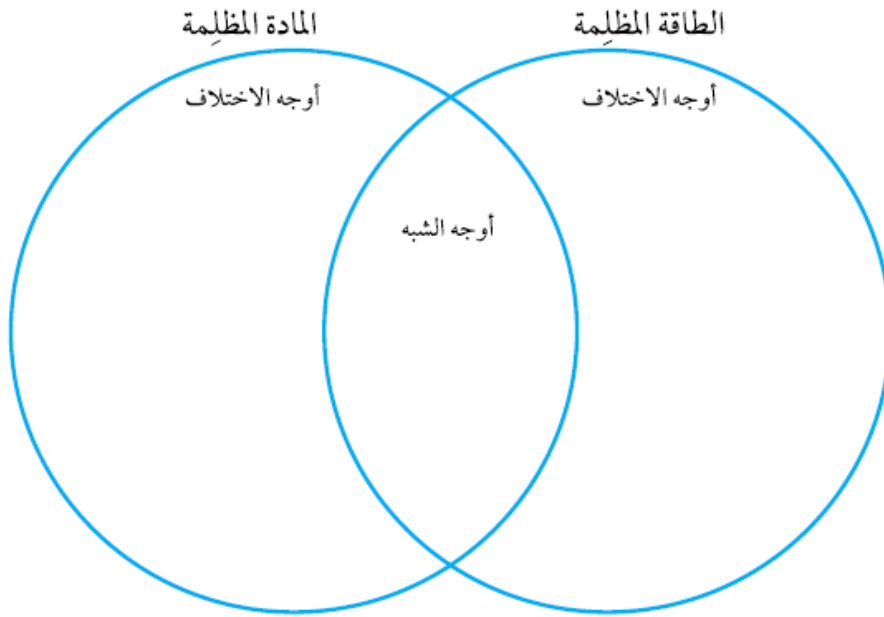 الطاقة المظلِمة
المادة المظلِمة
أوجه الاختلاف
أوجه الاختلاف
أوجه الشبه